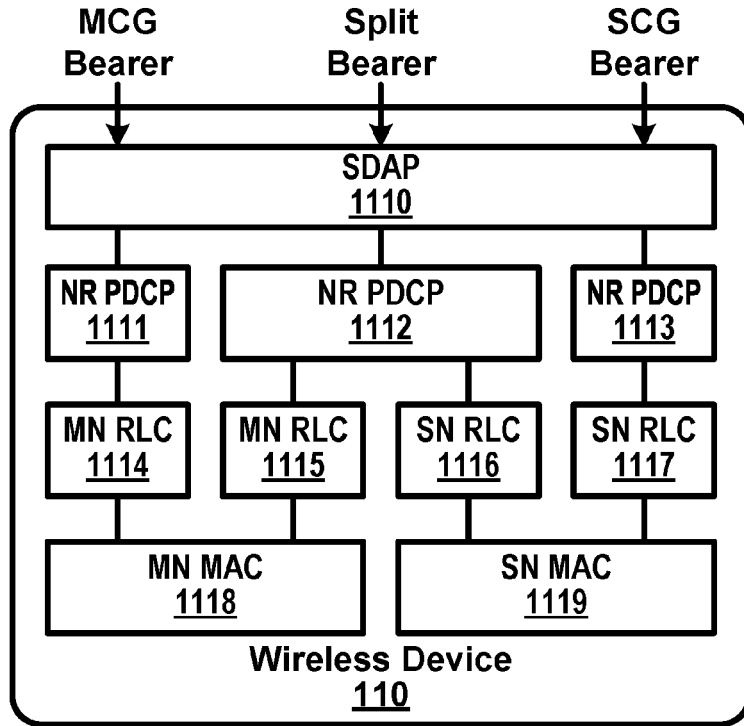 MCG Bearer
Split Bearer
SCG Bearer
SDAP
1110
NR PDCP
1111
NR PDCP
1112
NR PDCP
1113
MN RLC
1114
MN RLC
1115
SN RLC
1116
SN RLC
1117
MN MAC
1118
SN MAC
1119
Wireless Device
110